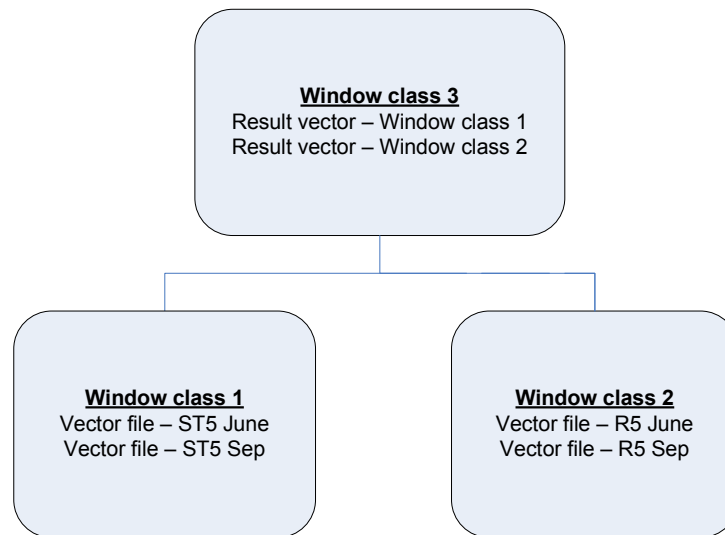 Window class 3
Result vector – Window class 1
Result vector – Window class 2
Window class 1
Vector file – ST5 June
Vector file – ST5 Sep
Window class 2
Vector file – R5 June
Vector file – R5 Sep